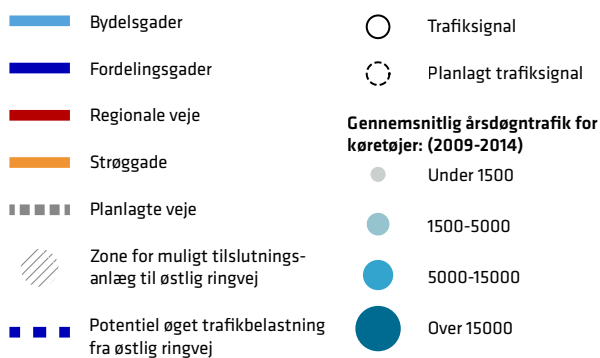 Bydelsgader
Fordelingsgader
Regionale veje
Strøggade
Planlagte veje
Zone for muligt tilslutnings-
anlæg til østlig ringvej
Potentiel øget trafikbelastning
fra østlig ringvej
Trafiksignal
Planlagt trafiksignal
Gennemsnitlig årsdøgntrafik for
køretøjer: (2009-2014)
Under 1500
1500-5000
5000-15000
Over 15000